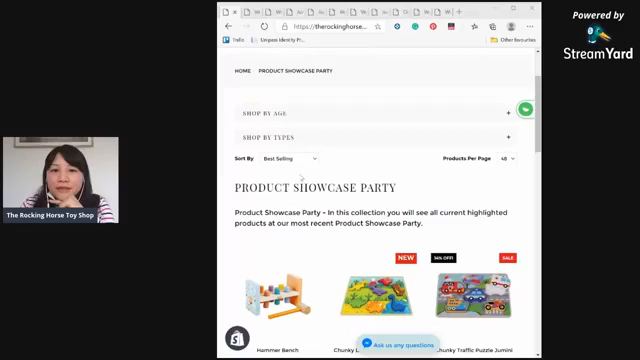 Powered by
StreamYard
https://therockinghorse...
Trello
Unipass Identity Pr...
Other favourites
HOME
PRODUCT SHOWCASE PARTY
SHOP BY AGE
+
SHOP BY TYPES
+
Sort By
Best Selling
Products Per Page
48
PRODUCT SHOWCASE PARTY
Product Showcase Party - In this collection you will see all current highlighted
products at our most recent Product Showcase Party.
NEW
SALE
Hammer Bench
Chunky
Chunky Traffic Puzzle Jumini
Ask us any questions
The Rocking Horse Toy Shop